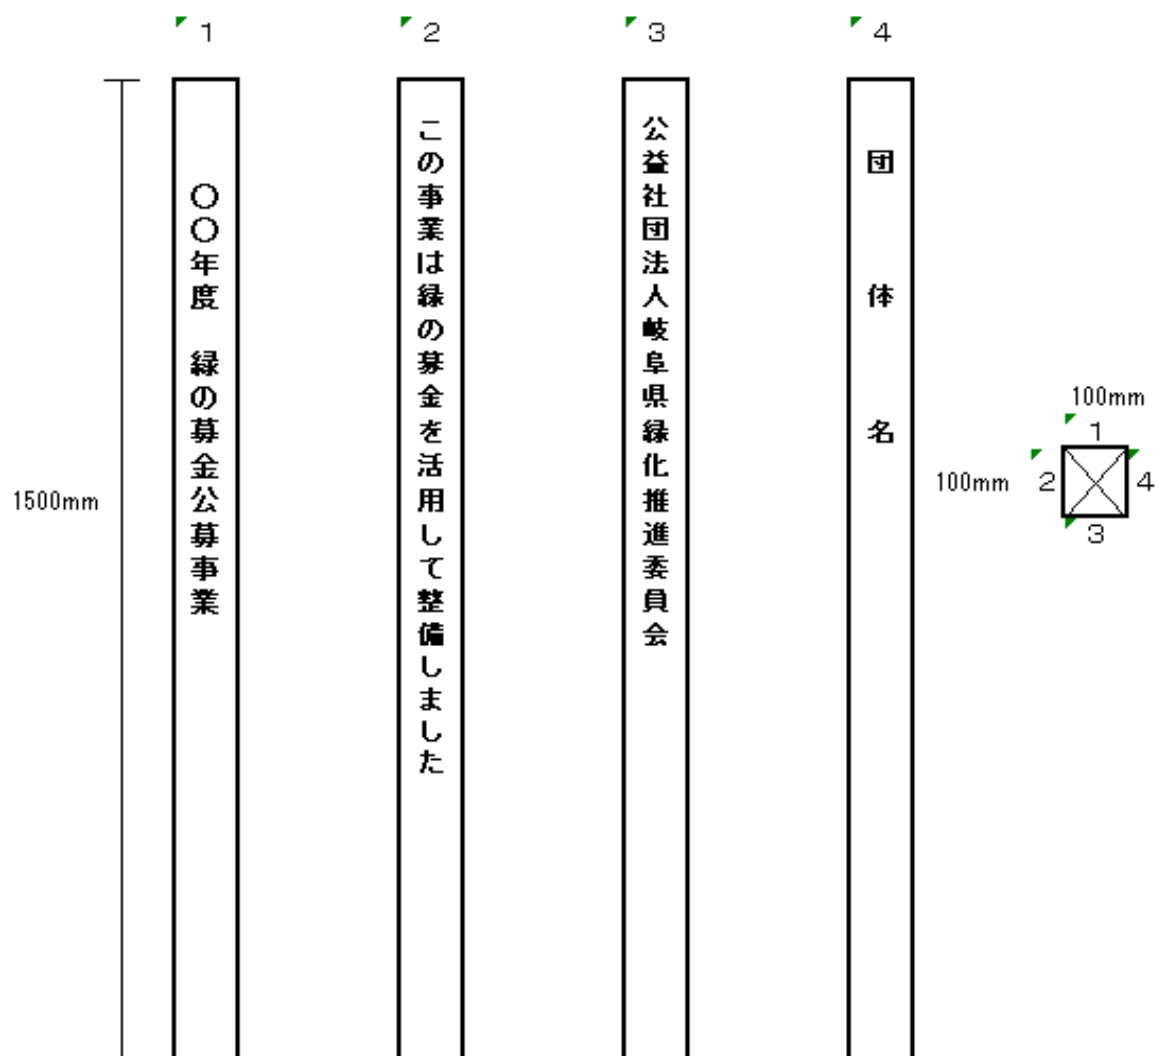 1
2
3
4
〇〇年度　緑の募金公募事業
この事業は緑の募金を活用して整備しました
公益社団法人岐阜県緑化推進委員会
団体名
1500mm
100mm
100mm
1
2
4
3